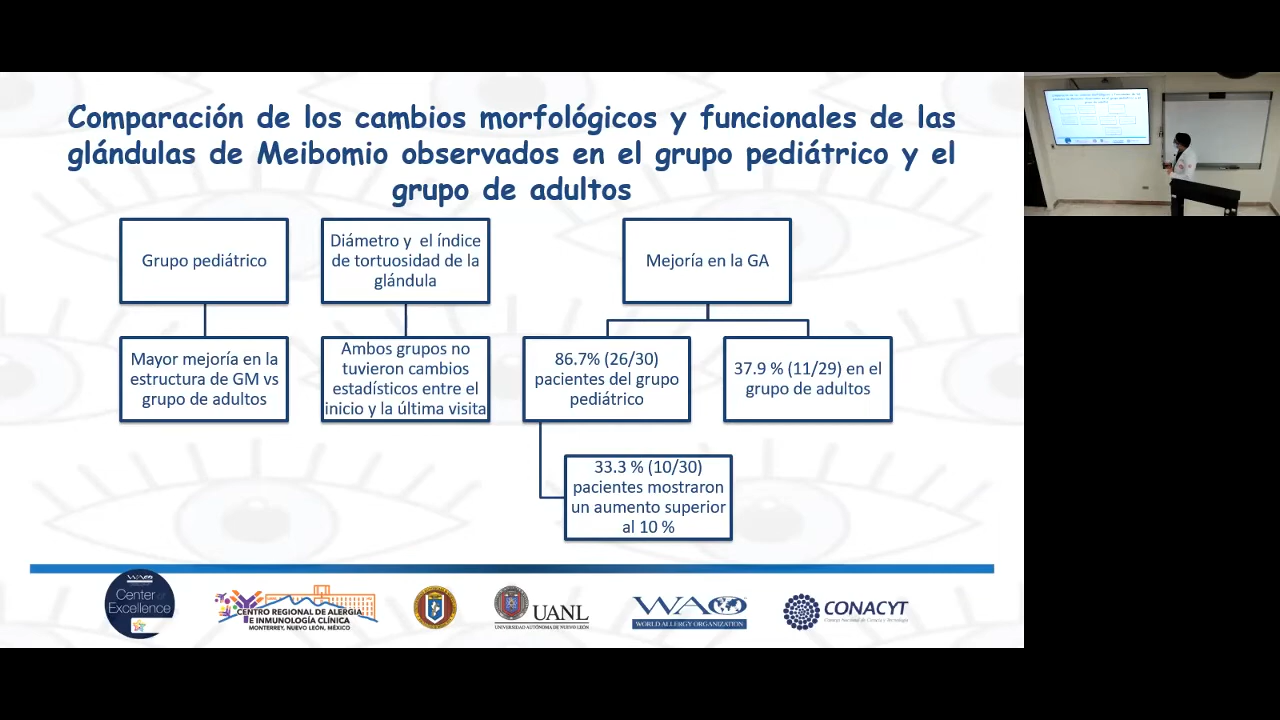 Comparación de los cambios morfológicos y funcionales de las
glándulas de Meibomio observados en el grupo pediátrico y el
grupo de adultos
Grupo pediátrico
Diámetro y el índice
de tortuosidad de la
glándula
Mejoría en la GA
Mayor mejoría en la
estructura de GM vs
grupo de adultos
Ambos grupos no
tuvieron cambios
estadísticos entre el
inicio y la última visita
86.7% (26/30)
pacientes del grupo
pediátrico
37.9 % (11/29) en el
grupo de adultos
33.3 % (10/30)
pacientes mostraron
un aumento superior
al 10 %
WAO
Center of
Excellence
CENTRO REGIONAL DE ALERGIA
E INMUNOLOGÍA CLÍNICA
MONTERREY, NUEVO LEÓN, MÉXICO
UANL
UNIVERSIDAD AUTÓNOMA DE NUEVO LEÓN
WAO
WORLD ALLERGY ORGANIZATION
CONACYT
Consejo Nacional de Ciencia y Tecnología